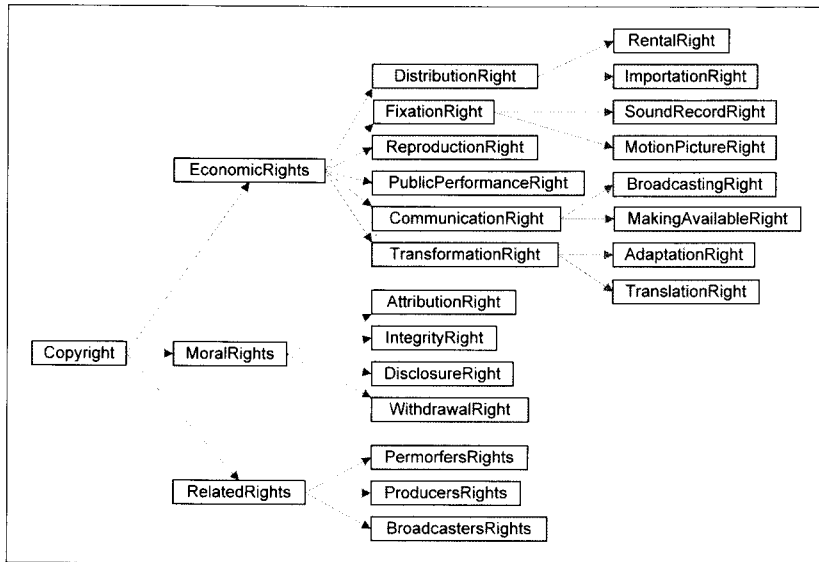 RentalRight
DistributionRight
ImportationRight
FixationRight
SoundRecordRight
ReproductionRight
MotionPictureRight
EconomicRights
PublicPerformanceRight
BroadcastingRight
CommunicationRight
MakingAvailableRight
TransformationRight
AdaptationRight
TranslationRight
AttributionRight
Copyright
MoralRights
IntegrityRight
DisclosureRight
WithdrawalRight
PermorfersRights
RelatedRights
ProducersRights
BroadcastersRights